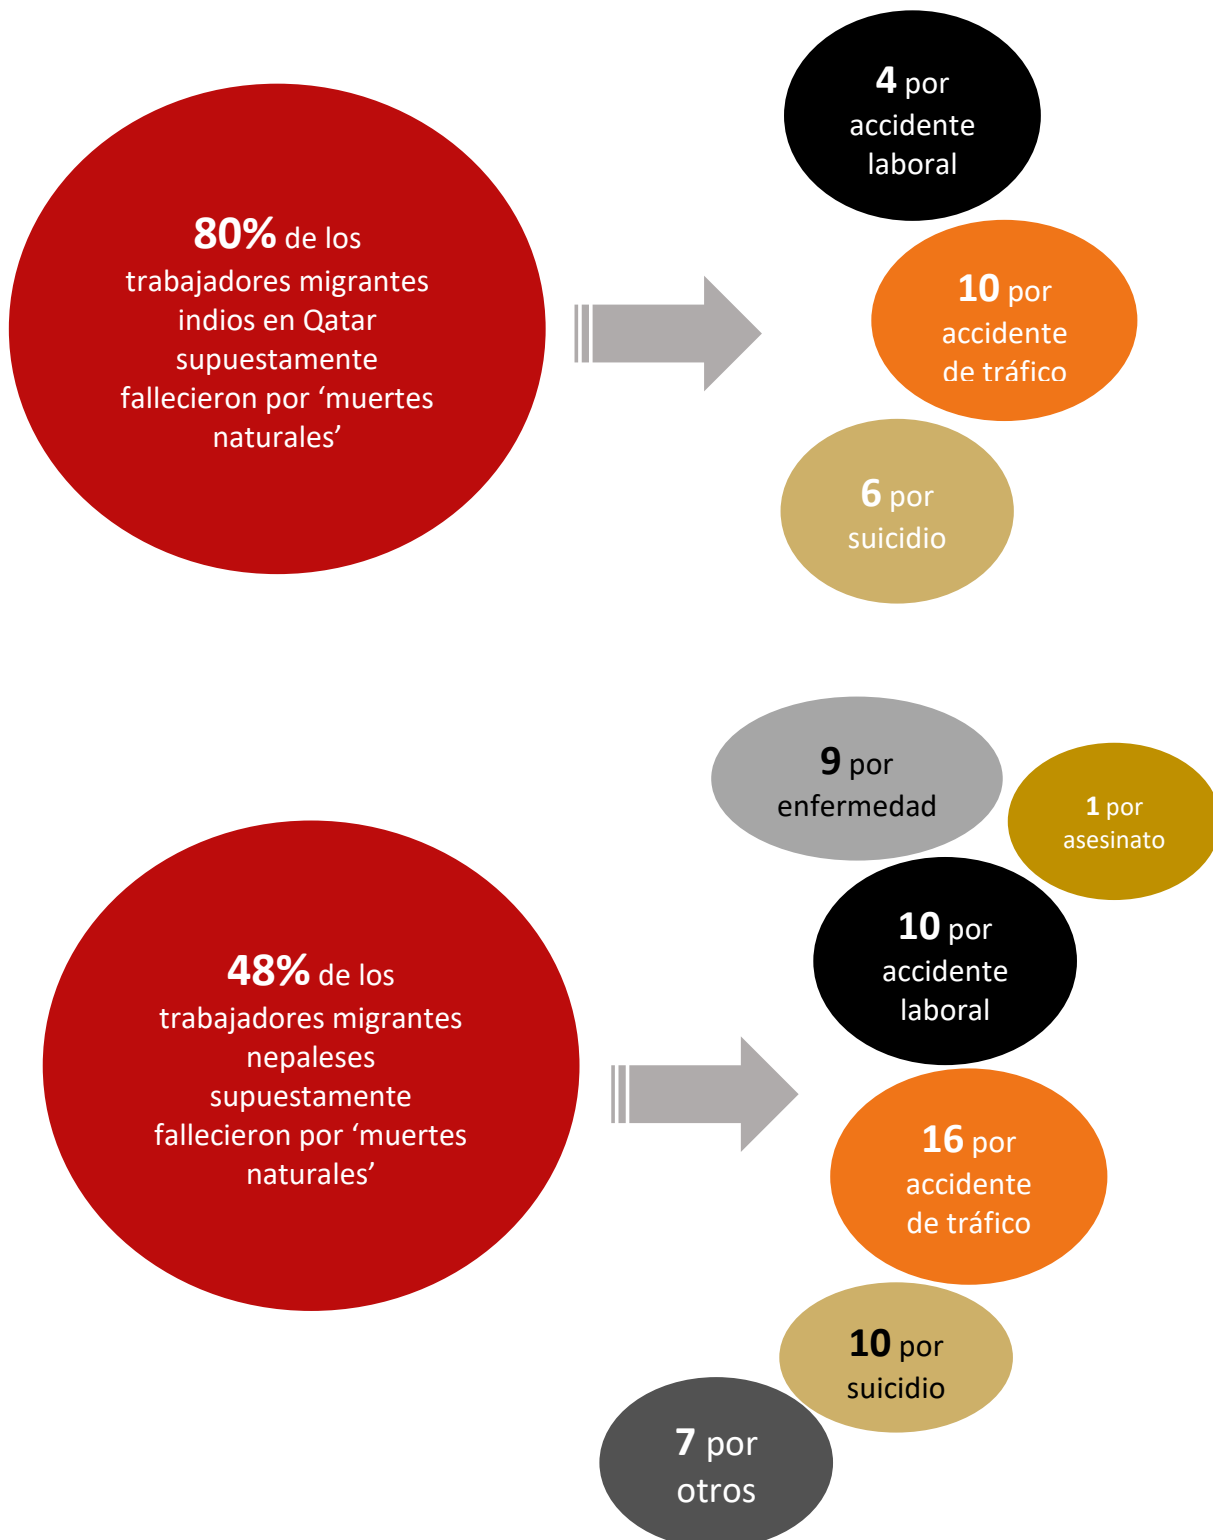 80% de los
trabajadores migrantes
indios en Qatar
supuestamente
fallecieron por ‘muertes
naturales’
4 por
accidente
laboral
10 por
accidente
de tráfico
6 por
suicidio
48% de los
trabajadores migrantes
nepaleses
supuestamente
fallecieron por ‘muertes
naturales’
9 por
enfermedad
1 por
asesinato
10 por
accidente
laboral
16 por
accidente
de tráfico
10 por
suicidio
7 por
otros